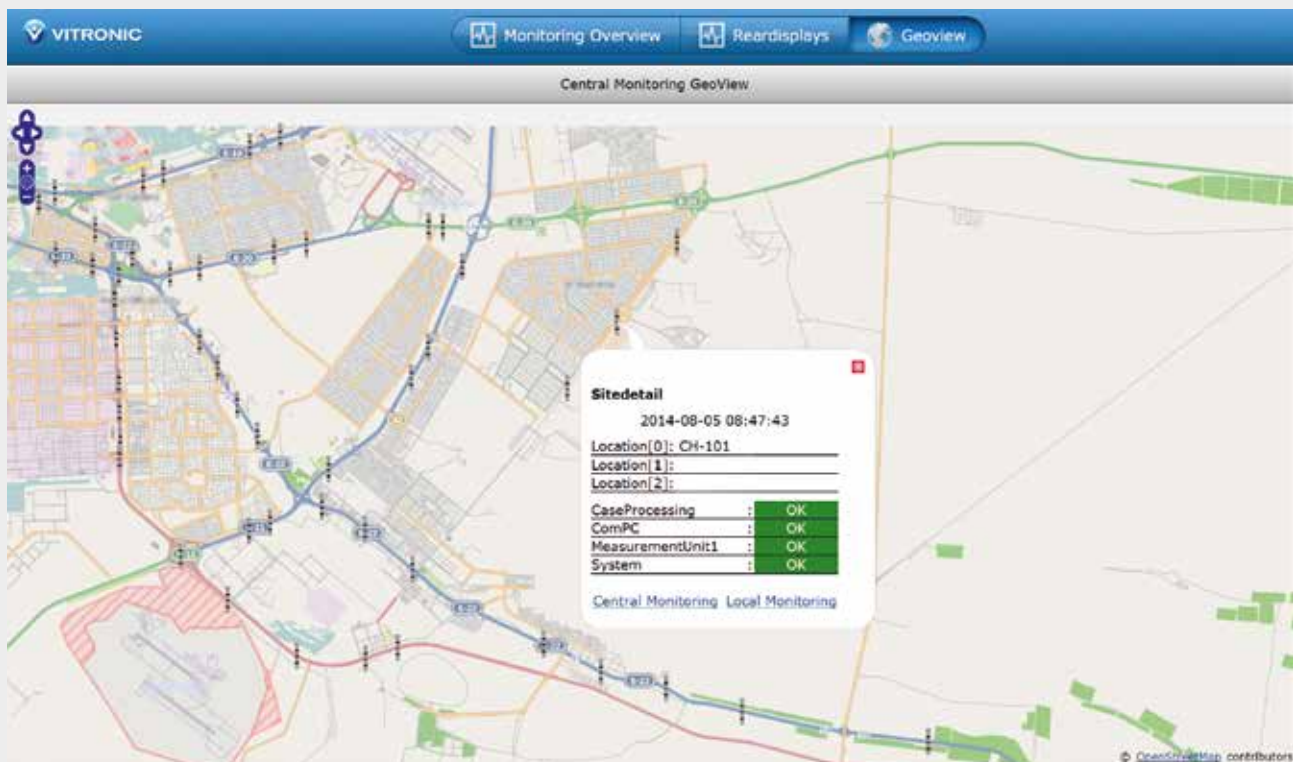 VITRONIC
Monitoring Overview
Reardisplays
Geoview
Central Monitoring GeoView
Sitedetail
2014-08-05 08:47:43
Location[0]: CH-101
Location[1]:
Location[2]:
CaseProcessing : OK
ComPC : OK
MeasurementUnit1 : OK
System : OK
Central Monitoring Local Monitoring
© OpenStreetMap contributors